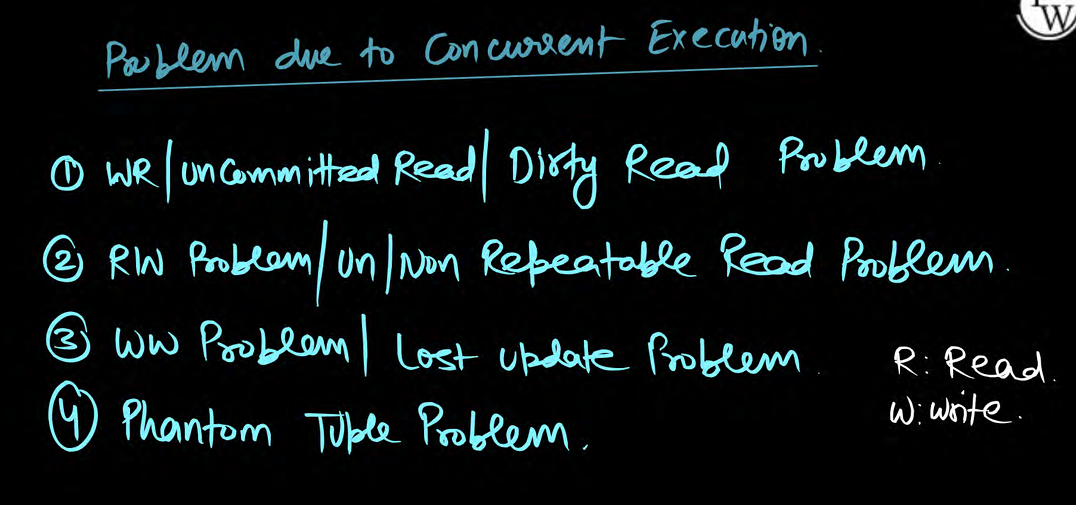 Problem due to Concurrent Execution.
① WR/Uncommitted Read/Dirty Read Problem.
② RW Problem/Un/Non Repeatable Read Problem.
③ WW Problem/Lost Update Problem.
④ Phantom Tuple Problem.
R: Read.
W: write.
W